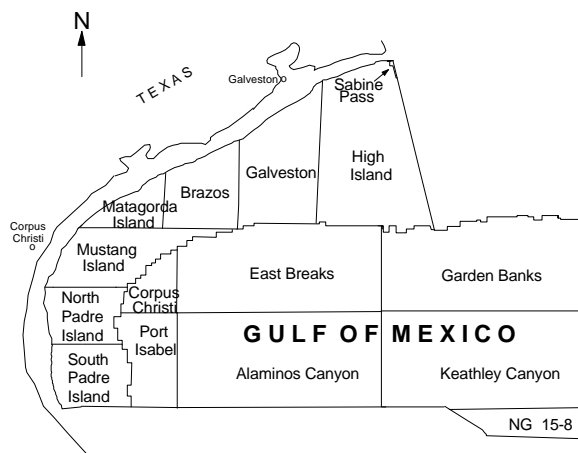 N
TEXAS
Galveston
Sabine
Pass
High
Island
Galveston
Brazos
Matagorda
Island
Corpus
Christi
Mustang
Island
East Breaks
Garden Banks
Corpus
Christi
North
Padre
Island
Port
Isabel
GULF OF MEXICO
South
Padre
Island
Alaminos Canyon
Keathley Canyon
NG 15-8